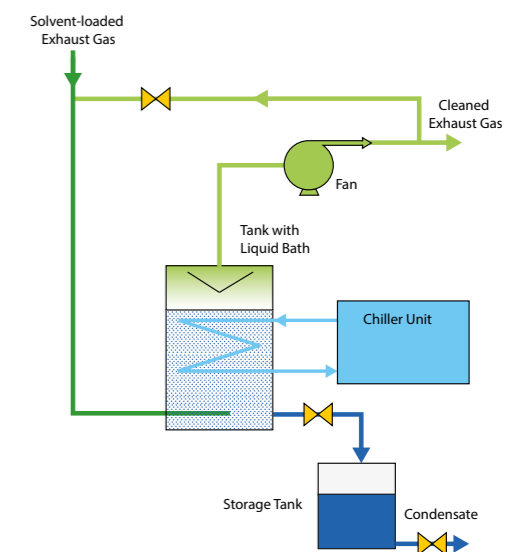 Solvent-loaded
Exhaust Gas
Cleaned
Exhaust Gas
Fan
Tank with
Liquid Bath
Chiller Unit
Storage Tank
Condensate